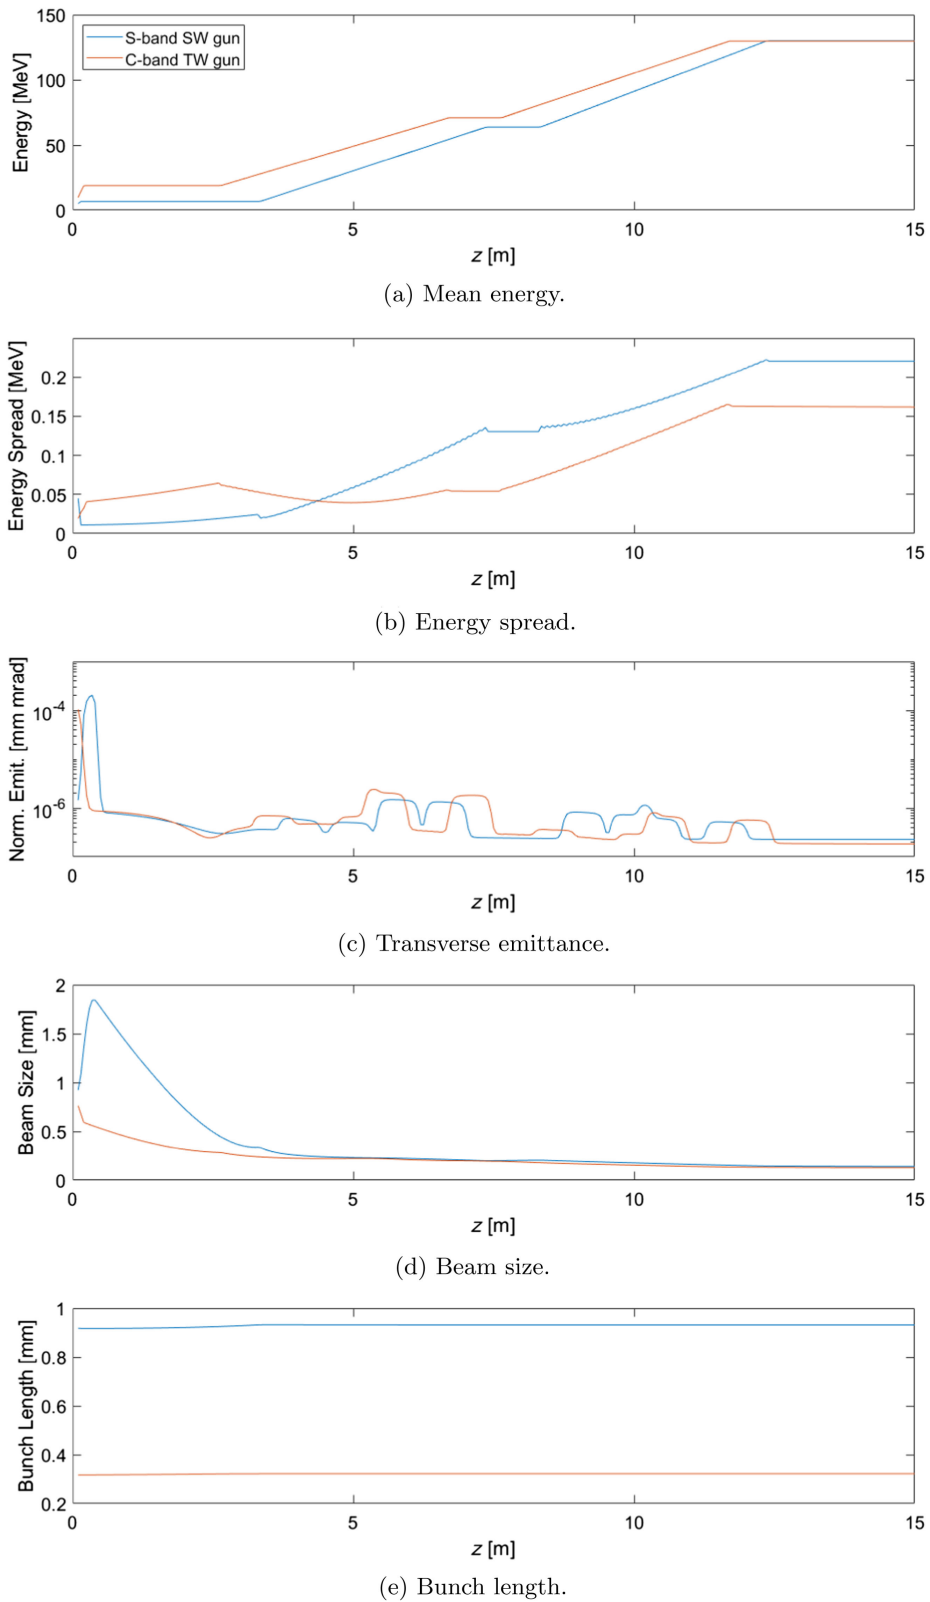 150
100
50
0
Energy [MeV]
S-band SW gun
C-band TW gun
0 5 10 15
z [m]
(a) Mean energy.
0.2
0.15
0.1
0.05
0
Energy Spread [MeV]
0 5 10 15
z [m]
(b) Energy spread.
10-4
10-6
Norm. Emit. [mm mrad]
0 5 10 15
z [m]
(c) Transverse emittance.
2
1.5
1
0.5
0
Beam Size [mm]
0 5 10 15
z [m]
(d) Beam size.
1
0.8
0.6
0.4
0.2
Bunch Length [mm]
0 5 10 15
z [m]
(e) Bunch length.